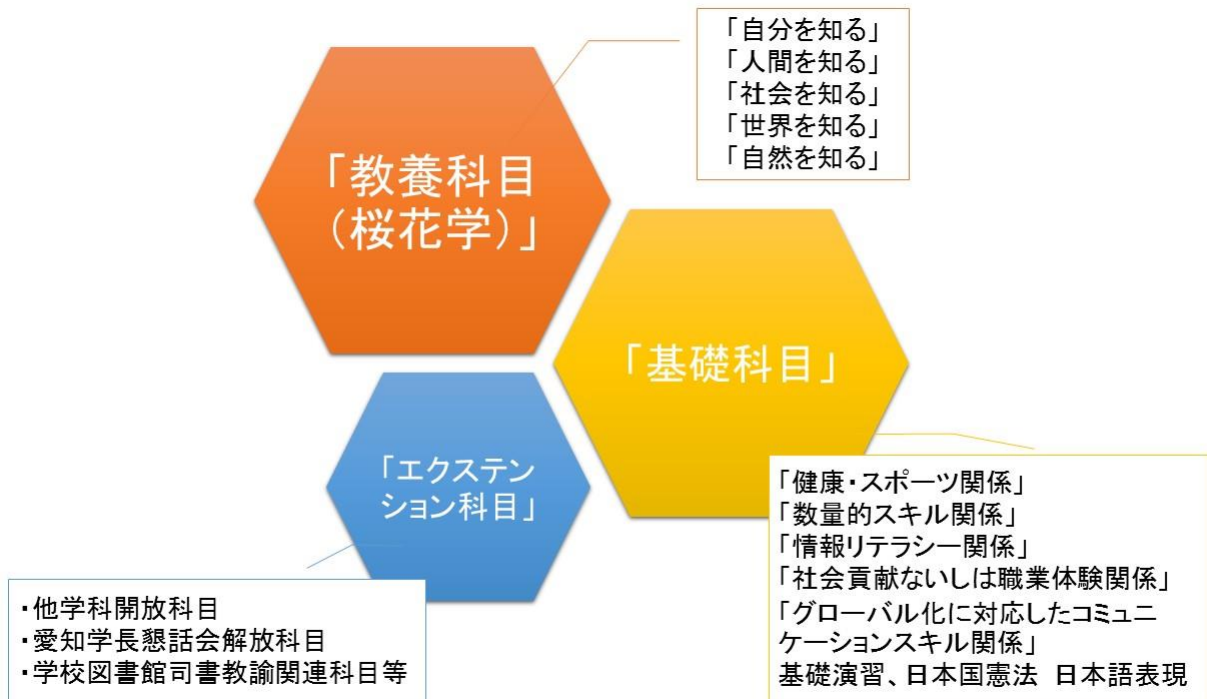 「自分を知る」
「人間を知る」
「社会を知る」
「世界を知る」
「自然を知る」
「教養科目
(桜花学)」
「基礎科目」
「エクステン
ション科目」
「健康・スポーツ関係」
「数量的スキル関係」
「情報リテラシー関係」
「社会貢献ないしは職業体験関係」
「グローバル化に対応したコミュニ
ケーションスキル関係」
基礎演習、日本国憲法 日本語表現
・他学科開放科目
・愛知学長懇話会解放科目
・学校図書館司書教諭関連科目等